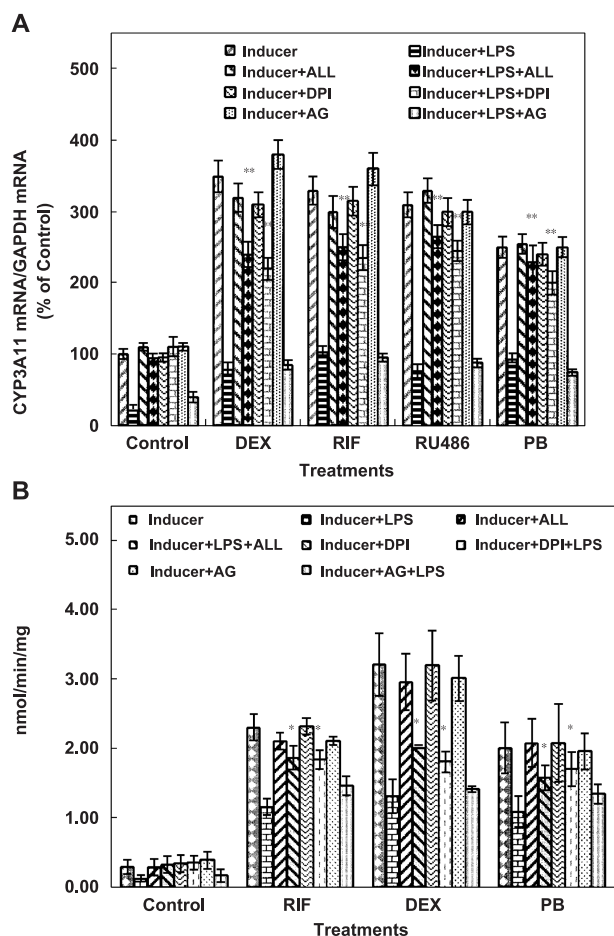 A
500
400
300
200
100
0
CYP3A11 mRNA/GAPDH mRNA
(% of Control)
Inducer
Inducer+LPS
Inducer+ALL
Inducer+LPS+ALL
Inducer+DPI
Inducer+LPS+DPI
Inducer+AG
Inducer+LPS+AG
** ** ** ** ** ** ** **
Control DEX RIF RU486 PB
Treatments
B
Inducer Inducer+LPS Inducer+ALL
Inducer+LPS+ALL Inducer+DPI Inducer+DPI+LPS
Inducer+AG Inducer+AG+LPS
5.00
4.00
3.00
2.00
1.00
0.00
nmol/min/mg
* * * * * *
Control RIF DEX PB
Treatments